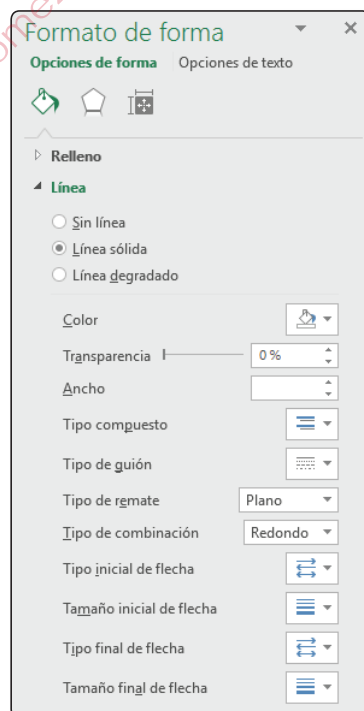 Formato de forma
Opciones de forma Opciones de texto
Relleno
Línea
Sin línea
Línea sólida
Línea degradado
Color
Transparencia 0 %
Ancho
Tipo compuesto
Tipo de guión
Tipo de remate Plano
Tipo de combinación Redondo
Tipo inicial de flecha
Tamaño inicial de flecha
Tipo final de flecha
Tamaño final de flecha